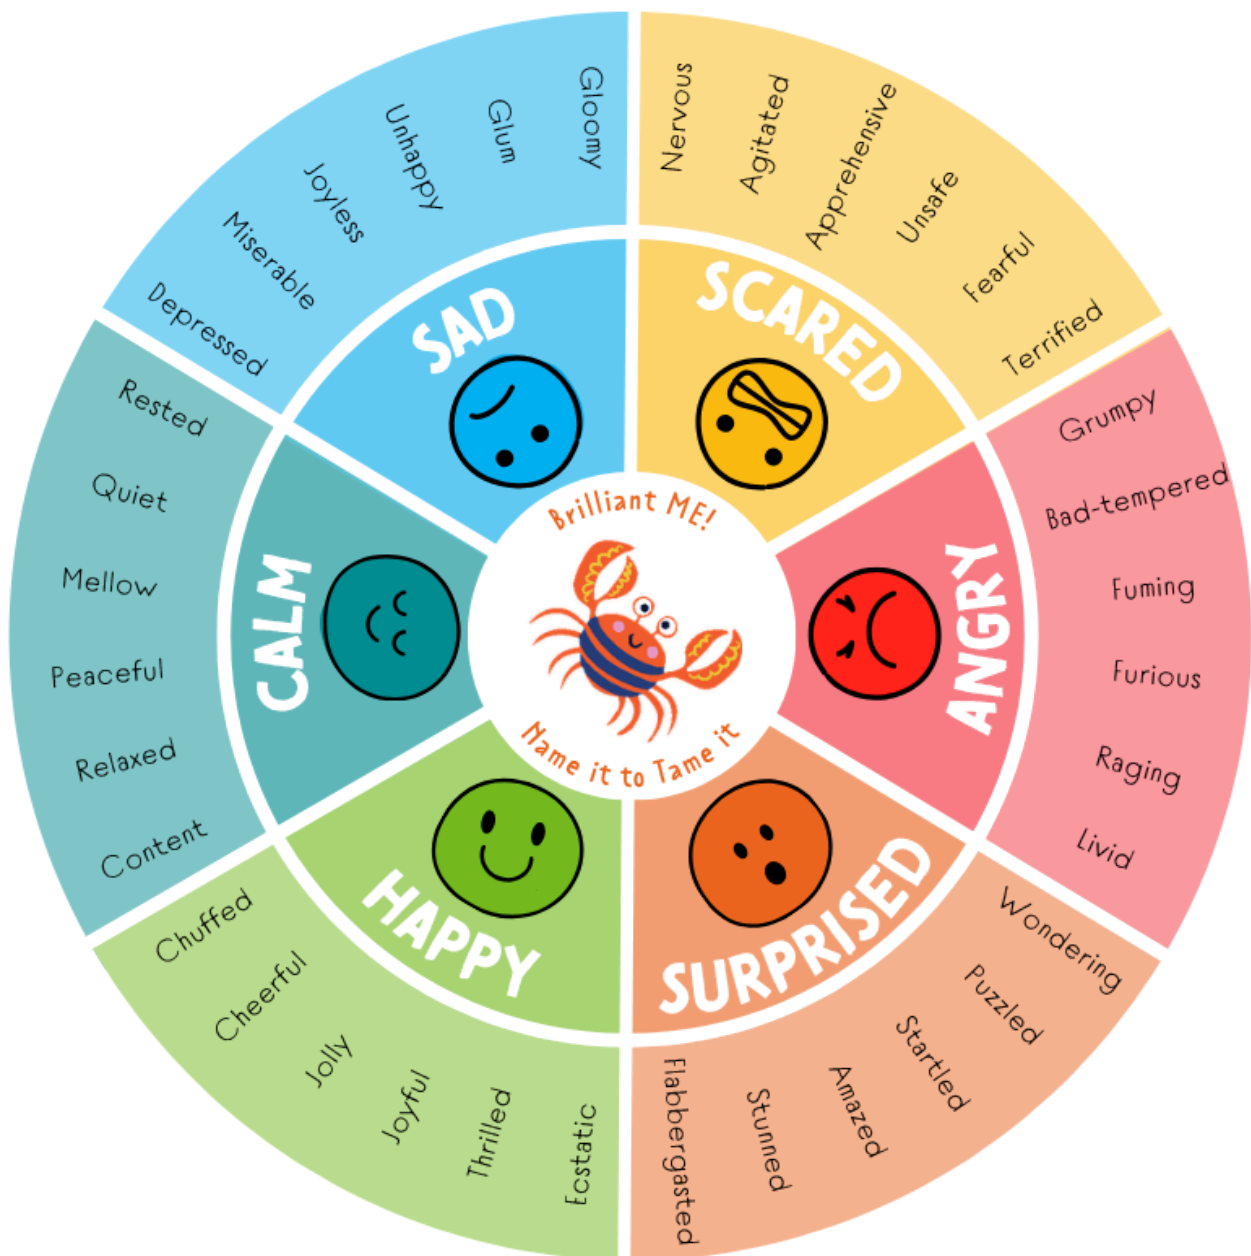 Brilliant ME!
Name it to Tame it
SAD
Gloomy
Glum
Unhappy
Joyless
Miserable
Depressed
SCARED
Nervous
Agitated
Apprehensive
Unsafe
Fearful
Terrified
ANGRY
Grumpy
Bad-tempered
Fuming
Furious
Raging
Livid
SURPRISED
Wondering
Puzzled
Startled
Amazed
Stunned
Flabbergasted
HAPPY
Chuffed
Cheerful
Jolly
Joyful
Thrilled
Ecstatic
CALM
Rested
Quiet
Mellow
Peaceful
Relaxed
Content